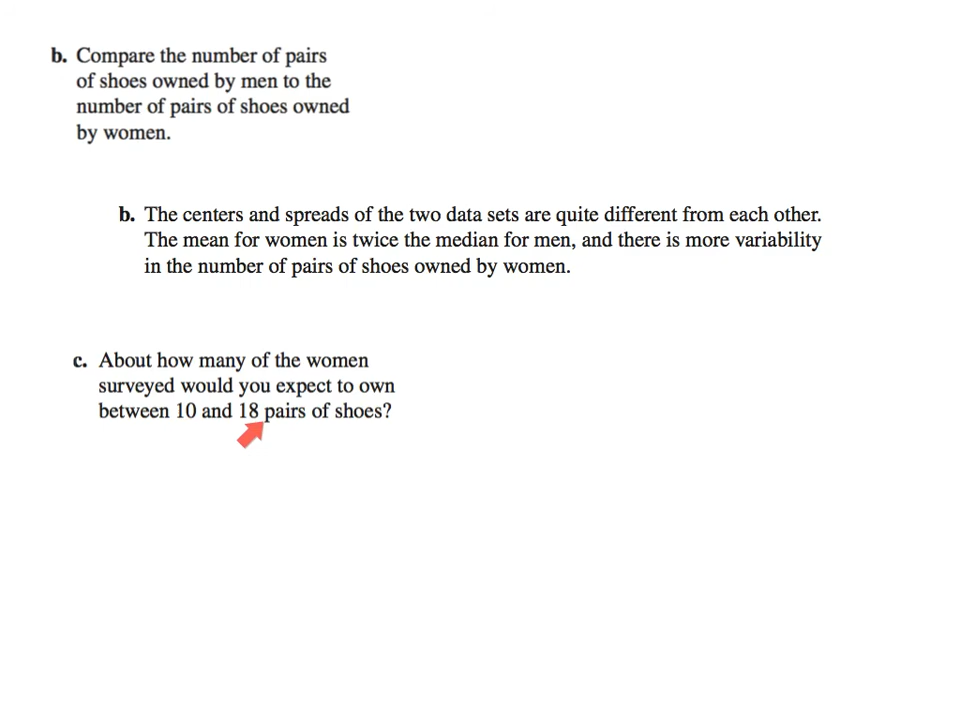 b. Compare the number of pairs
of shoes owned by men to the
number of pairs of shoes owned
by women.
b. The centers and spreads of the two data sets are quite different from each other.
The mean for women is twice the median for men, and there is more variability
in the number of pairs of shoes owned by women.
c. About how many of the women
surveyed would you expect to own
between 10 and 18 pairs of shoes?